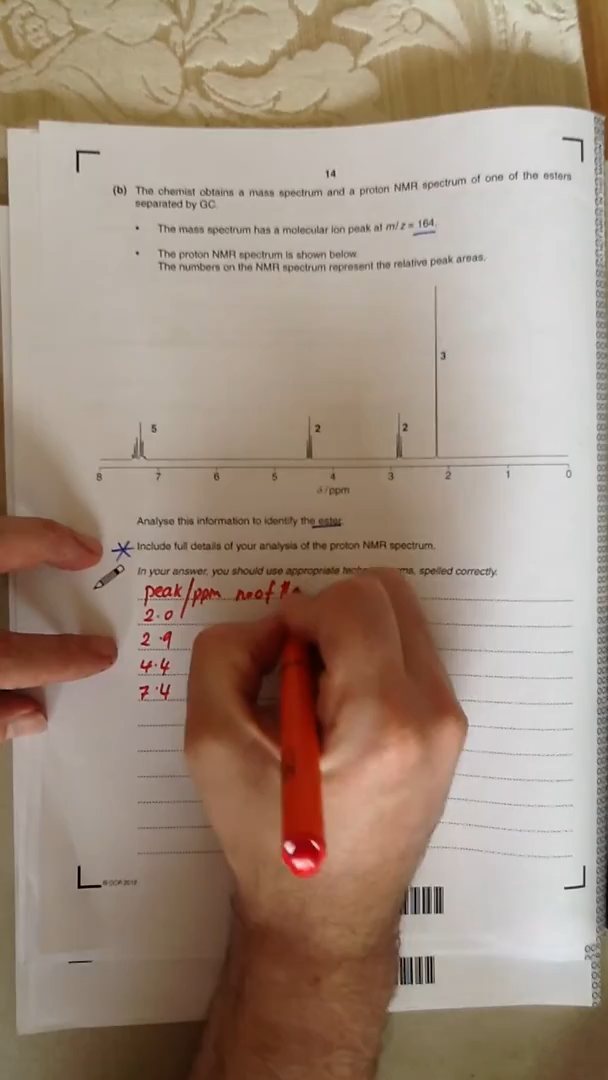 14
(b) The chemist obtains a mass spectrum and a proton NMR spectrum of one of the esters
separated by GC.
• The mass spectrum has a molecular ion peak at m/z = 164.
• The proton NMR spectrum is shown below.
The numbers on the NMR spectrum represent the relative peak areas.
3
5 2 2
8 7 6 5 4 3 2 1 0
δ/ppm
Analyse this information to identify the ester.
Include full details of your analysis of the proton NMR spectrum.
In your answer, you should use appropriate spelled correctly.
peak/ppm no of
2.0
2.9
4.4
7.4